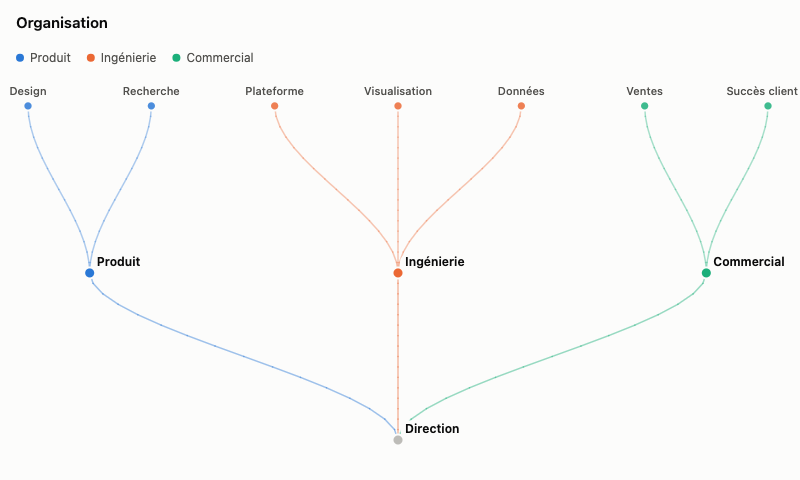 Organisation
Produit Ingénierie Commercial
Design Recherche Plateforme Visualisation Données Ventes Succès client
Produit Ingénierie Commercial
Direction